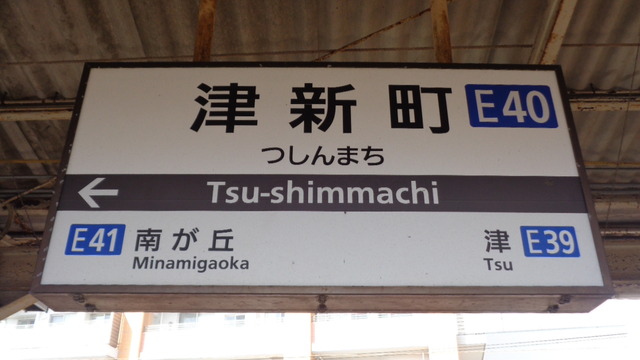 津新町 E40
つしんまち
← Tsu-shimmachi
E41 南が丘 津 E39
Minamigaoka Tsu